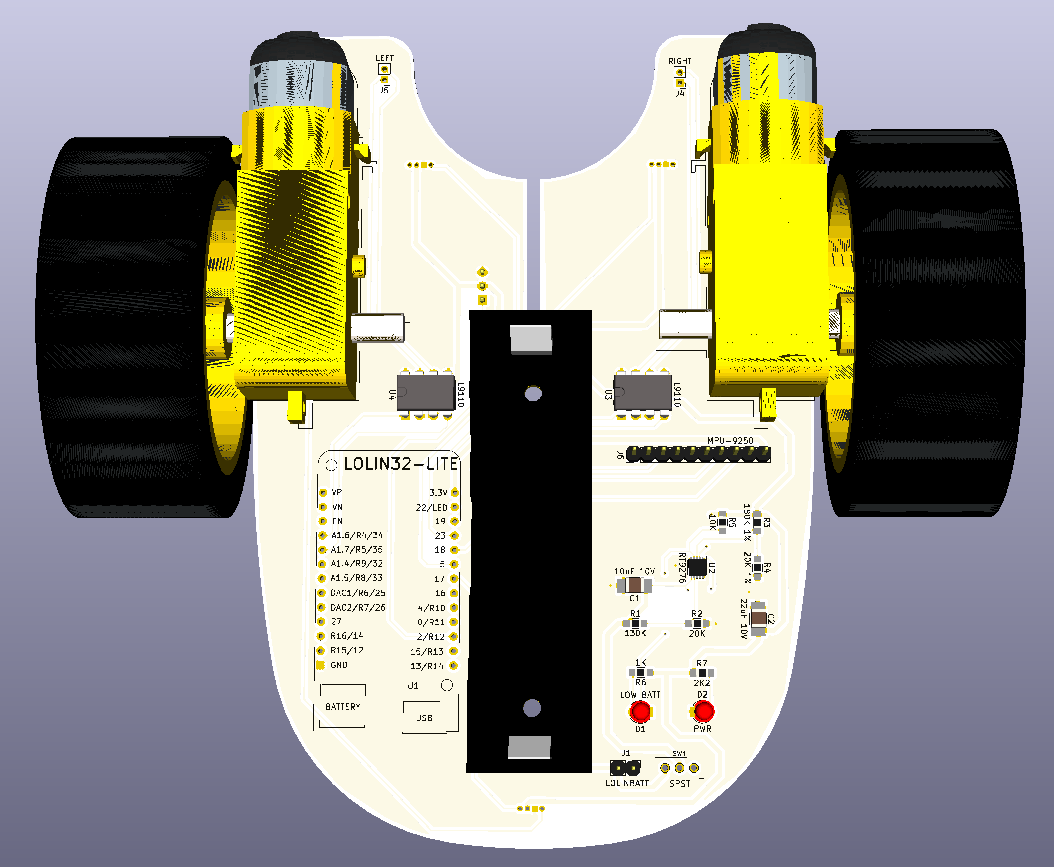 LEFT
J5
RIGHT
J4
U4
L9110
U3
L9110
MPU-9250
J6
LOLIN32-LITE
VP
3.3V
VN
22/LED
EN
19
A1.6/R4/34
23
A1.7/R5/35
18
A1.4/R9/32
5
A1.5/R8/33
17
DAC1/R6/25
16
DAC2/R7/26
4/R10
27
0/R11
R16/14
2/R12
R15/12
15/R13
GND
13/R14
J1
BATTERY
USB
10K
R5
180K 1%
R3
RT9276
U2
20K 1%
R4
10uF 10V
C1
22uF 10V
C2
R1
130K
R2
20K
1K
R6
R7
2K2
LOW BATT
D1
D2
PWR
J1
LOLINBATT
SW1
SPST